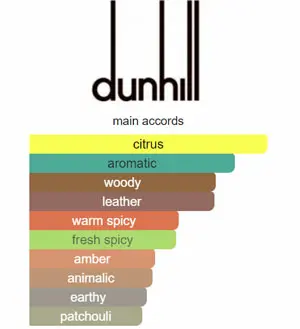 dunhill
main accords
citrus
aromatic
woody
leather
warm spicy
fresh spicy
amber
animalic
earthy
patchouli